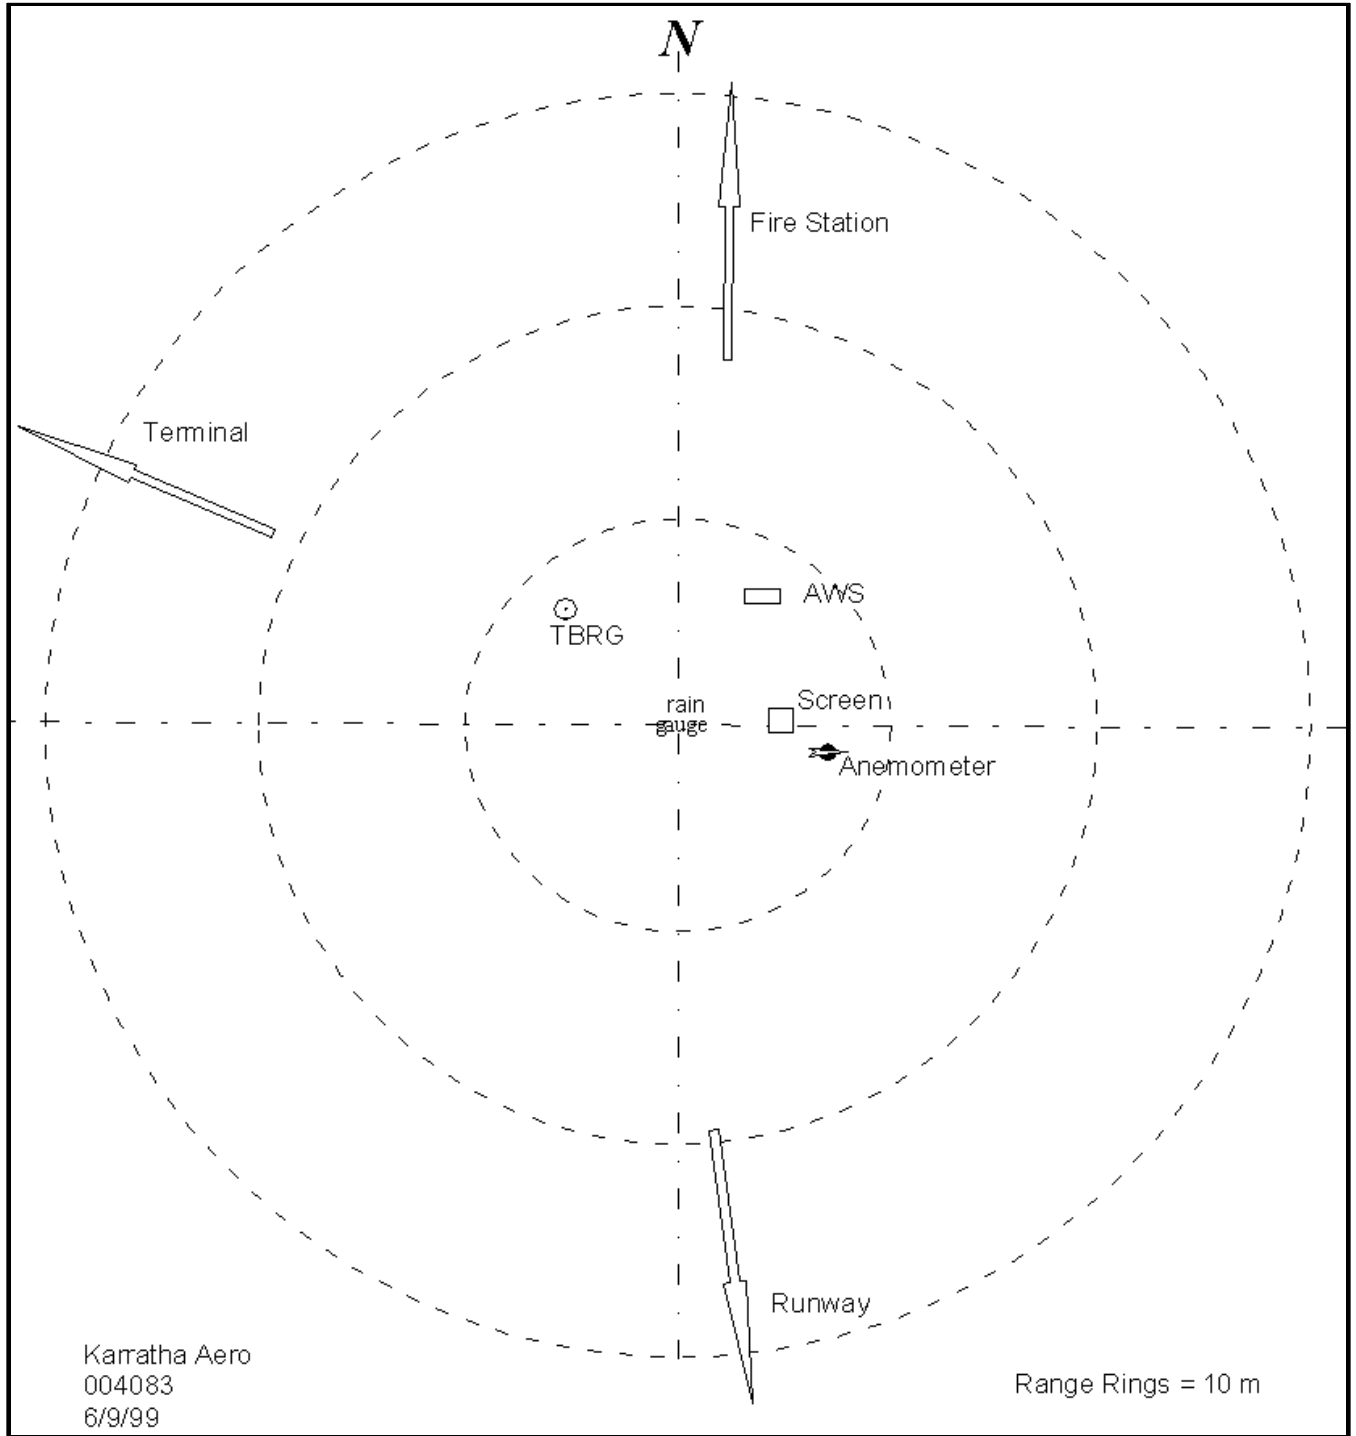 N
Fire Station
Terminal
AWS
TBRG
Screen
rain
gauge
Anemometer
Runway
Karratha Aero
004083
6/9/99
Range Rings = 10 m